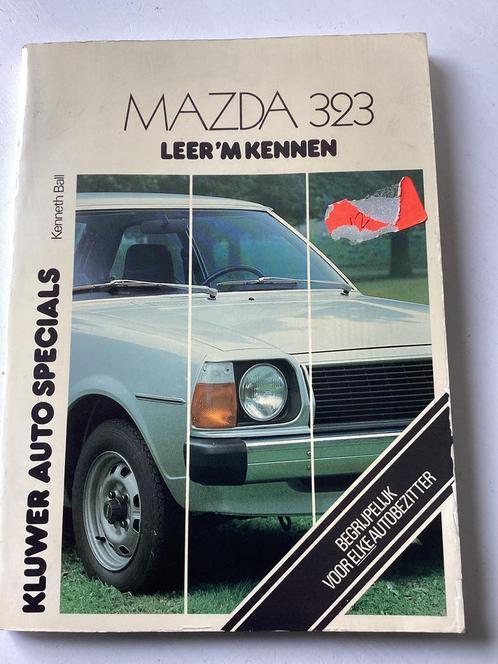 MAZDA 323
LEER'M KENNEN
Kenneth Ball
KLUWER AUTO SPECIALS
BEGRIJPELIJK
VOOR ELKE AUTOBEZITTER